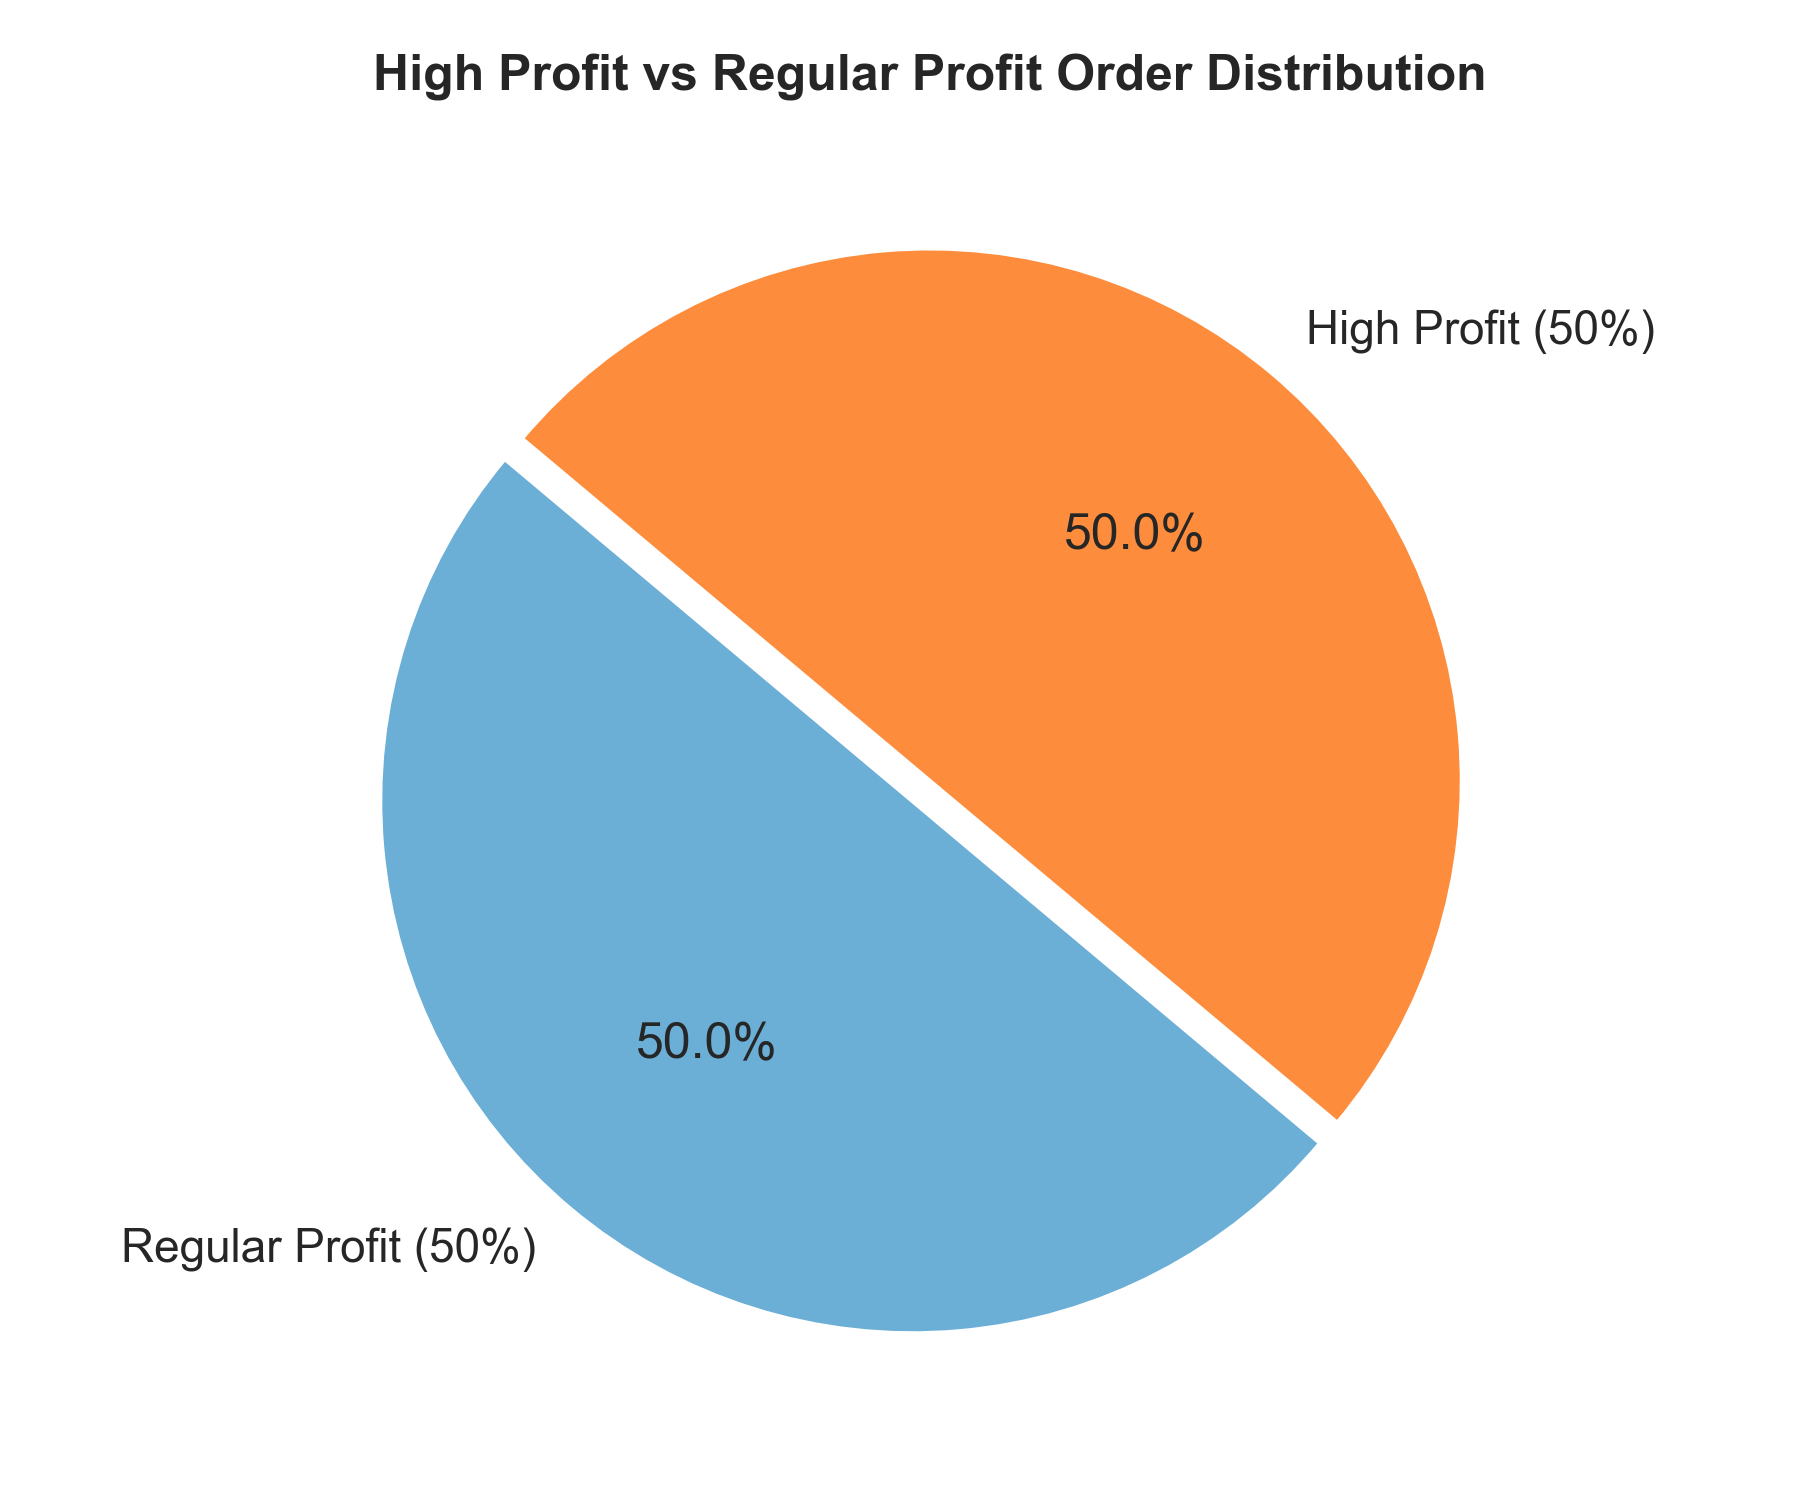 High Profit vs Regular Profit Order Distribution
High Profit (50%)
50.0%
50.0%
Regular Profit (50%)